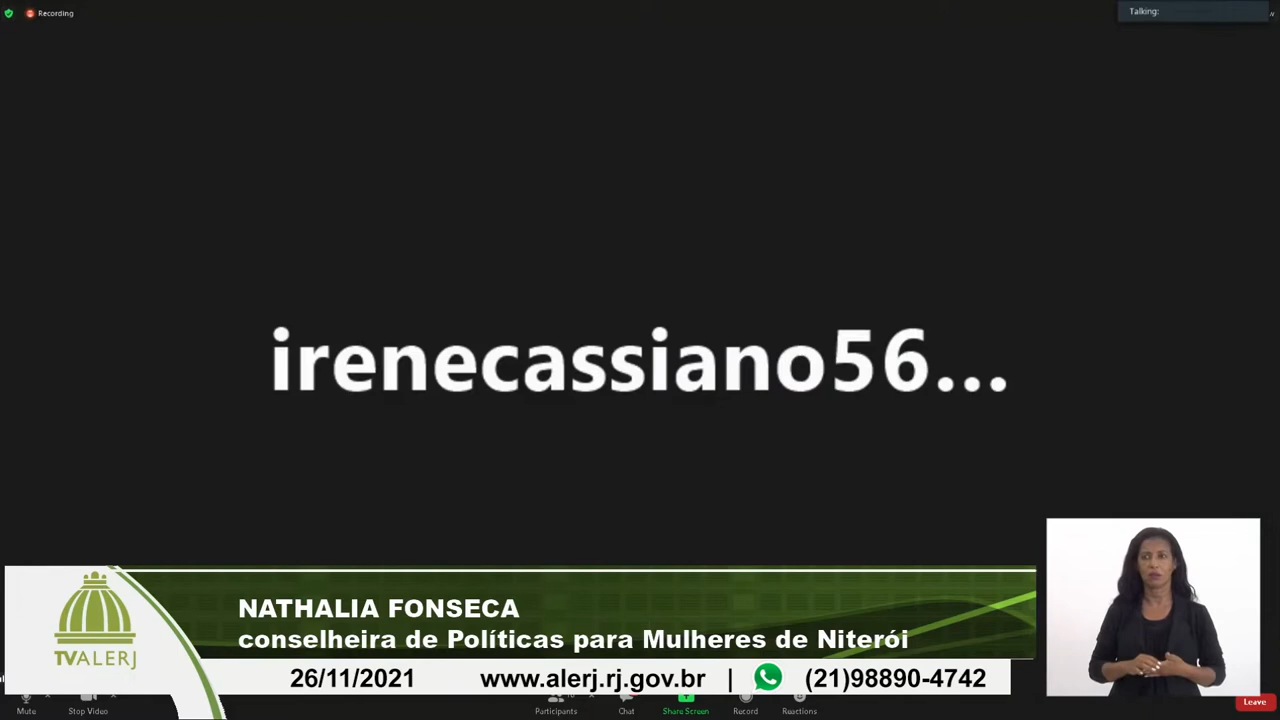 Recording
Talking:
irenecassiano56...
NATHALIA FONSECA
conselheira de Políticas para Mulheres de Niterói
TVALERJ
26/11/2021 www.alerj.rj.gov.br | (21)98890-4742
Mute Stop Video Participants Chat Share Screen Record Reactions Leave